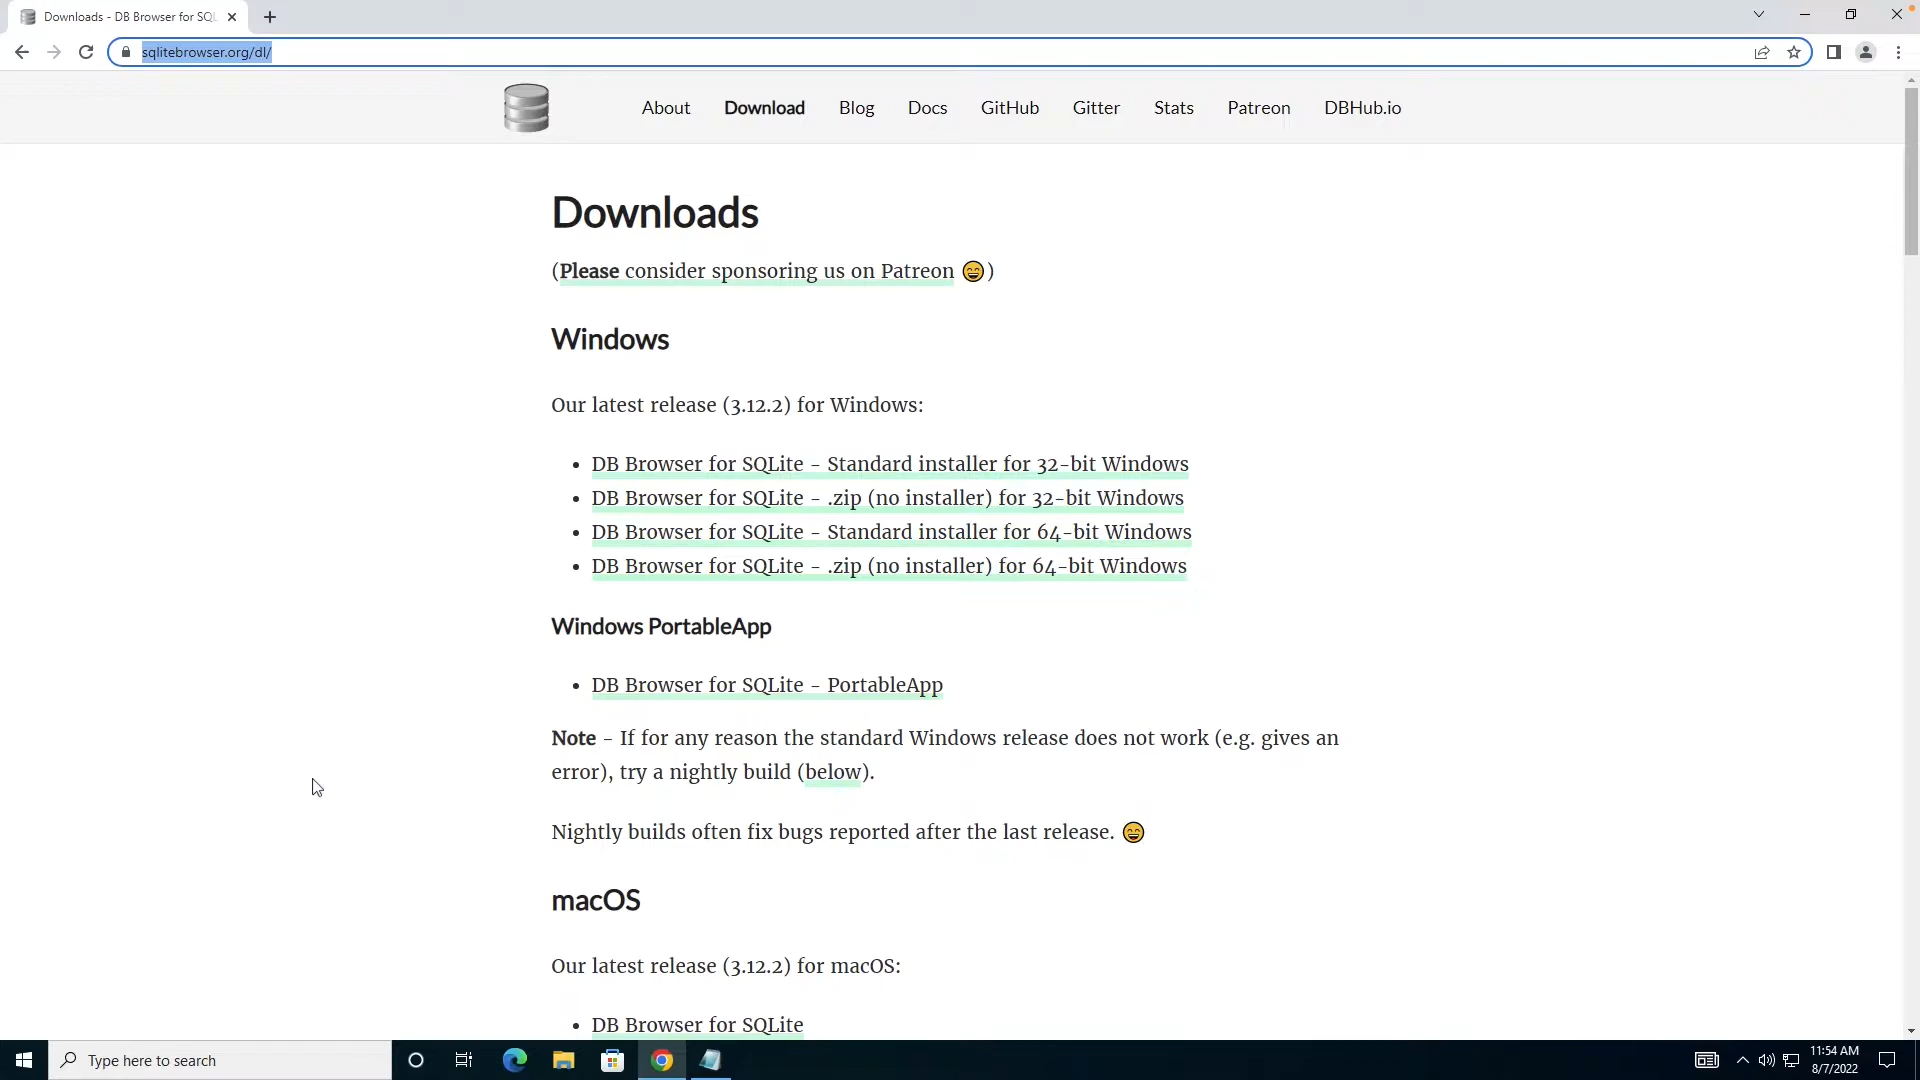 Downloads - DB Browser for SQL
sqlitebrowser.org/dl/
About Download Blog Docs GitHub Gitter Stats Patreon DBHub.io
Downloads
(Please consider sponsoring us on Patreon 😄)
Windows
Our latest release (3.12.2) for Windows:
• DB Browser for SQLite - Standard installer for 32-bit Windows
• DB Browser for SQLite - .zip (no installer) for 32-bit Windows
• DB Browser for SQLite - Standard installer for 64-bit Windows
• DB Browser for SQLite - .zip (no installer) for 64-bit Windows
Windows PortableApp
• DB Browser for SQLite - PortableApp
Note - If for any reason the standard Windows release does not work (e.g. gives an
error), try a nightly build (below).
Nightly builds often fix bugs reported after the last release. 😄
macOS
Our latest release (3.12.2) for macOS:
• DB Browser for SQLite
Type here to search
11:54 AM
8/7/2022